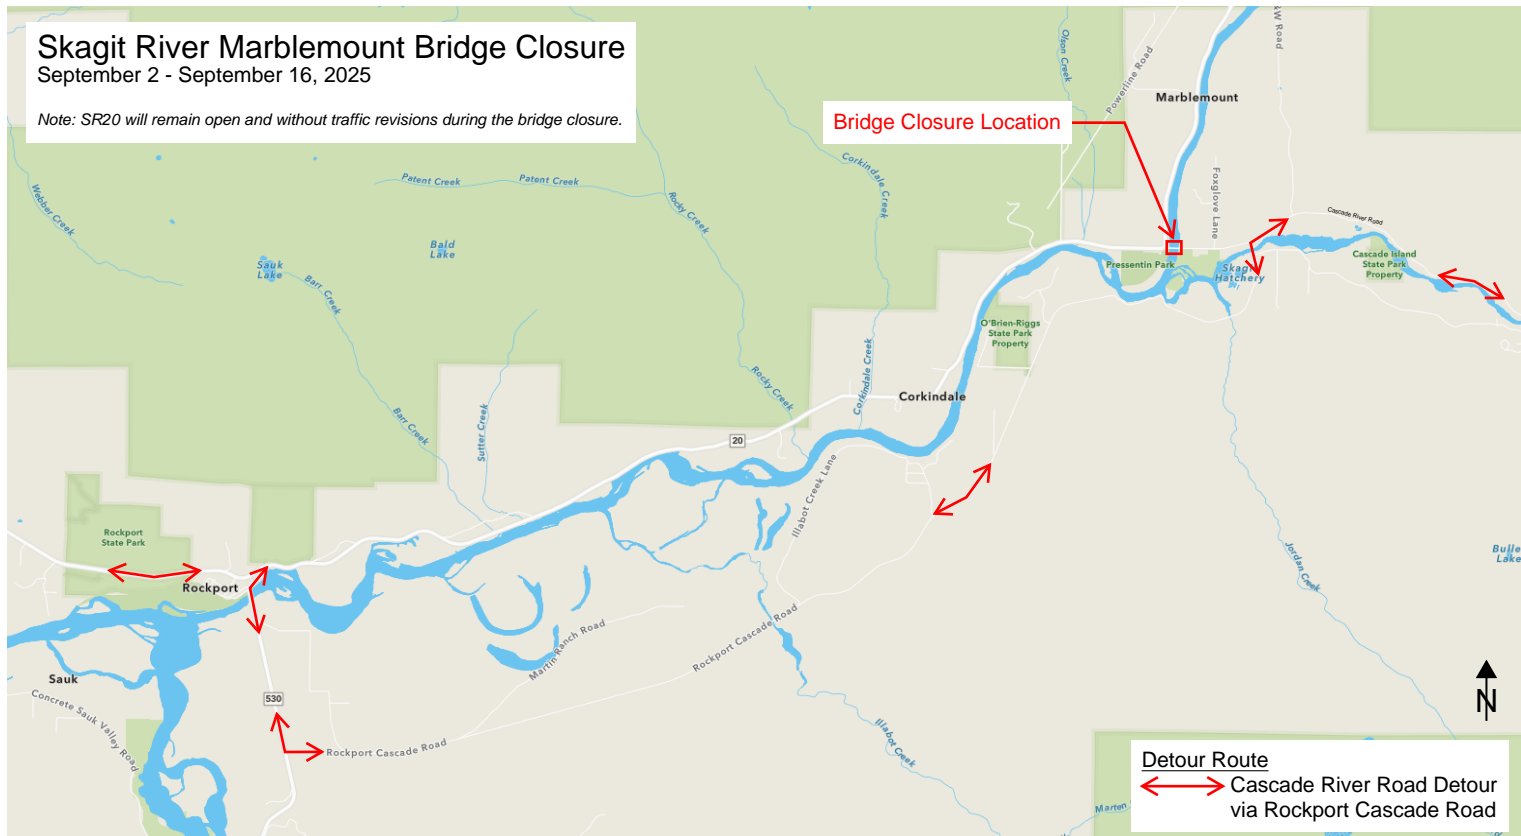 Skagit River Marblemount Bridge Closure
September 2 - September 16, 2025
Note: SR20 will remain open and without traffic revisions during the bridge closure.
Olson Creek
Powerline Road
Marblemount
Bridge Closure Location
Corkindale
Creek
Patent Creek
Patent Creek
Rocky Creek
Webber Creek
Foxglove Lane
Cascade River Road
Bald
Lake
Sauk
Lake
Barr Creek
Pressentin Park
Skagit
Hatchery
Cascade Island
State Park
Property
O'Brien-Riggs
State Park
Property
Rocky Creek
Corkindale Creek
Corkindale
Barr Creek
Sutter Creek
20
Illabot Creek Lane
Rockport
State Park
Rockport
Jordan Creek
Martin Ranch Road
Rockport Cascade Road
Sauk
Concrete Sauk Valley Road
530
Rockport Cascade Road
Illabot Creek
N
Detour Route
Cascade River Road Detour
via Rockport Cascade Road